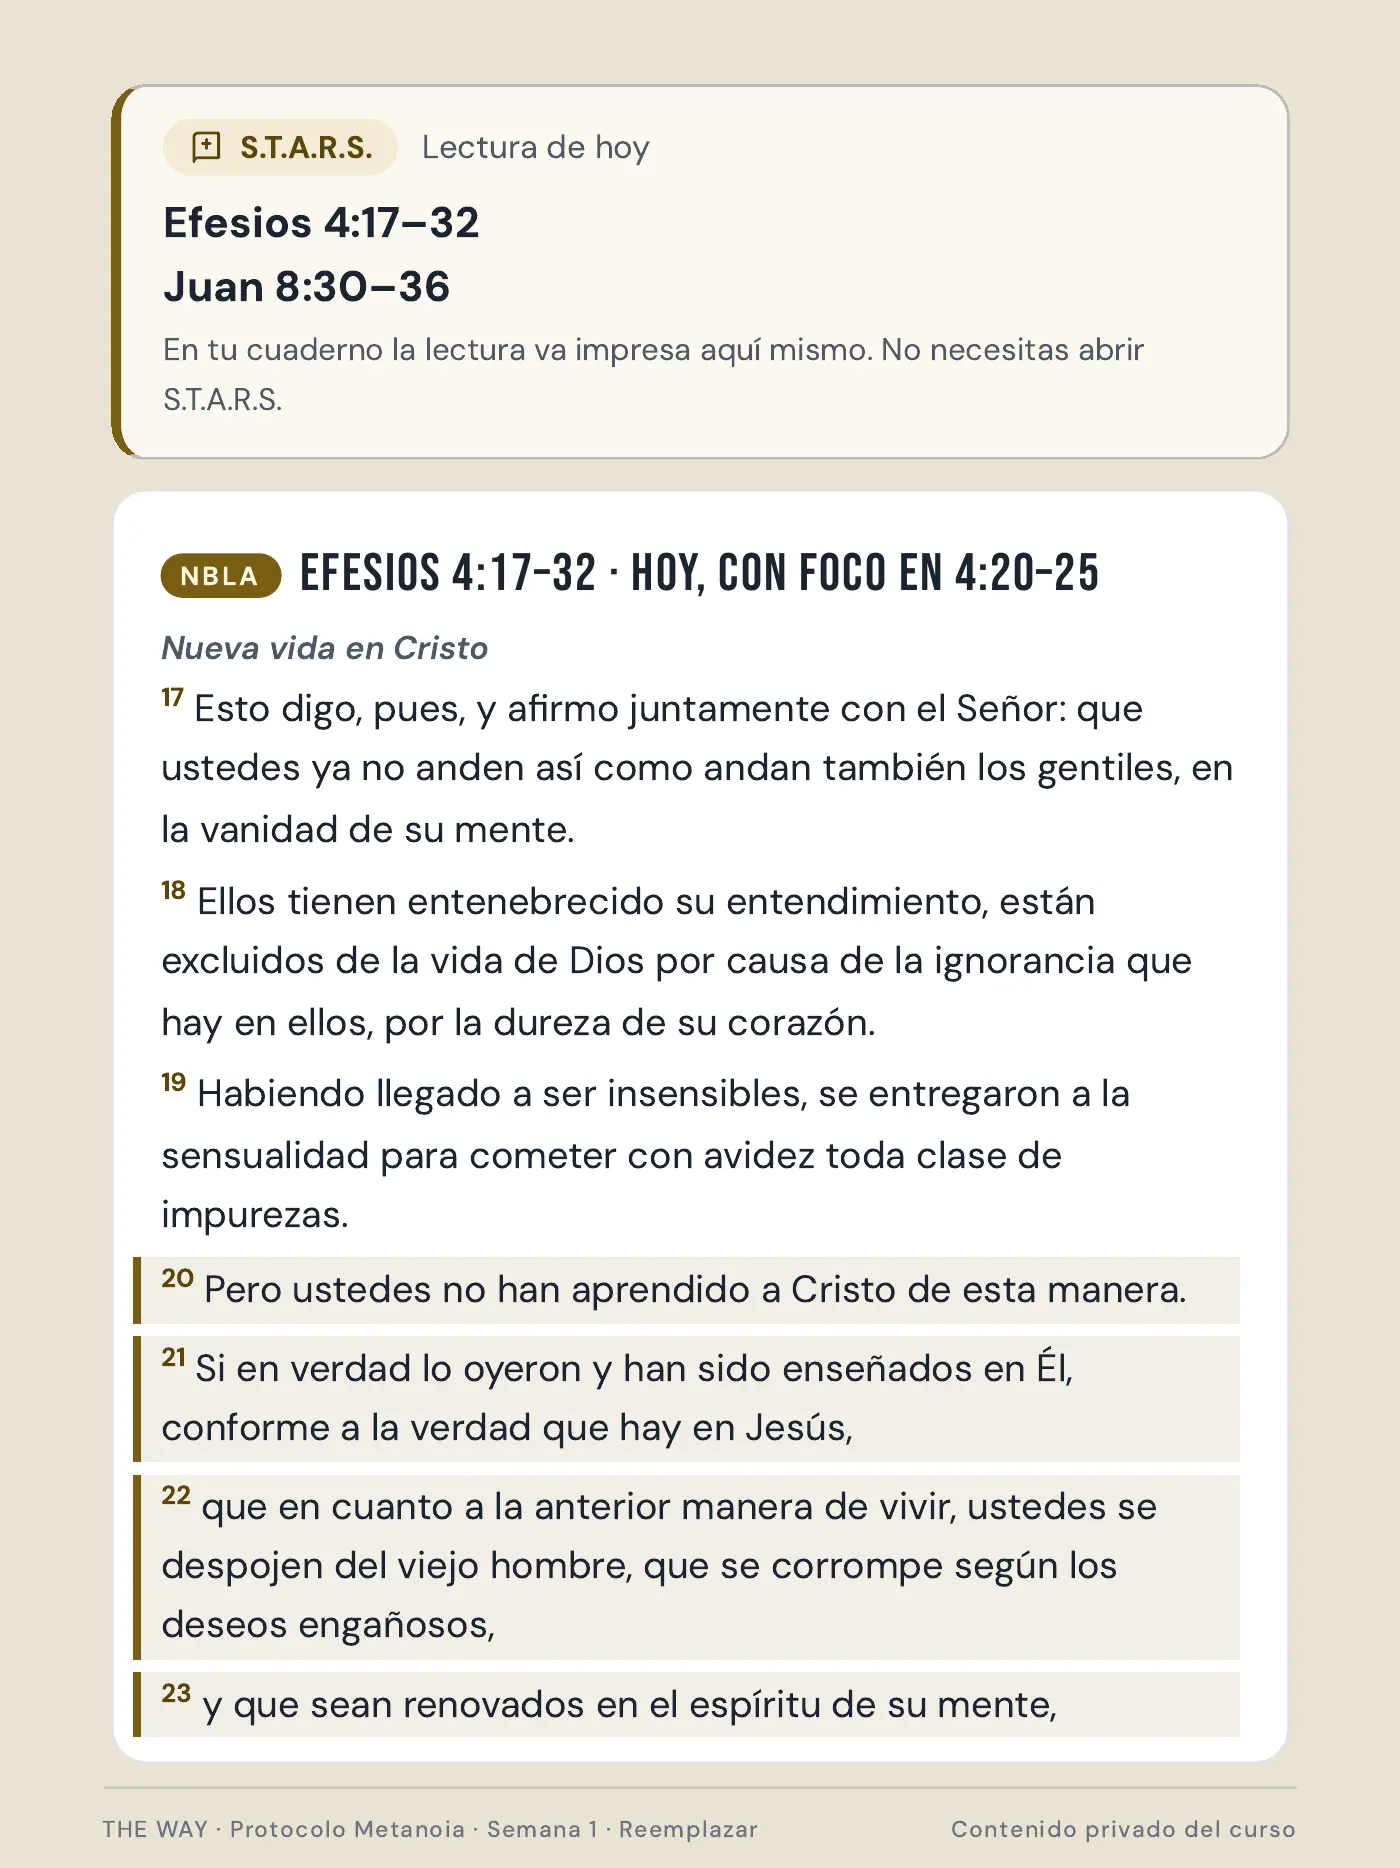 S.T.A.R.S. Lectura de hoy
Efesios 4:17–32
Juan 8:30–36
En tu cuaderno la lectura va impresa aquí mismo. No necesitas abrir
S.T.A.R.S.
NBLA EFESIOS 4:17–32 · HOY, CON FOCO EN 4:20–25
Nueva vida en Cristo
17 Esto digo, pues, y afirmo juntamente con el Señor: que
ustedes ya no anden así como andan también los gentiles, en
la vanidad de su mente.
18 Ellos tienen entenebrecido su entendimiento, están
excluidos de la vida de Dios por causa de la ignorancia que
hay en ellos, por la dureza de su corazón.
19 Habiendo llegado a ser insensibles, se entregaron a la
sensualidad para cometer con avidez toda clase de
impurezas.
20 Pero ustedes no han aprendido a Cristo de esta manera.
21 Si en verdad lo oyeron y han sido enseñados en Él,
conforme a la verdad que hay en Jesús,
22 que en cuanto a la anterior manera de vivir, ustedes se
despojen del viejo hombre, que se corrompe según los
deseos engañosos,
23 y que sean renovados en el espíritu de su mente,
THE WAY · Protocolo Metanoia · Semana 1 · Reemplazar
Contenido privado del curso